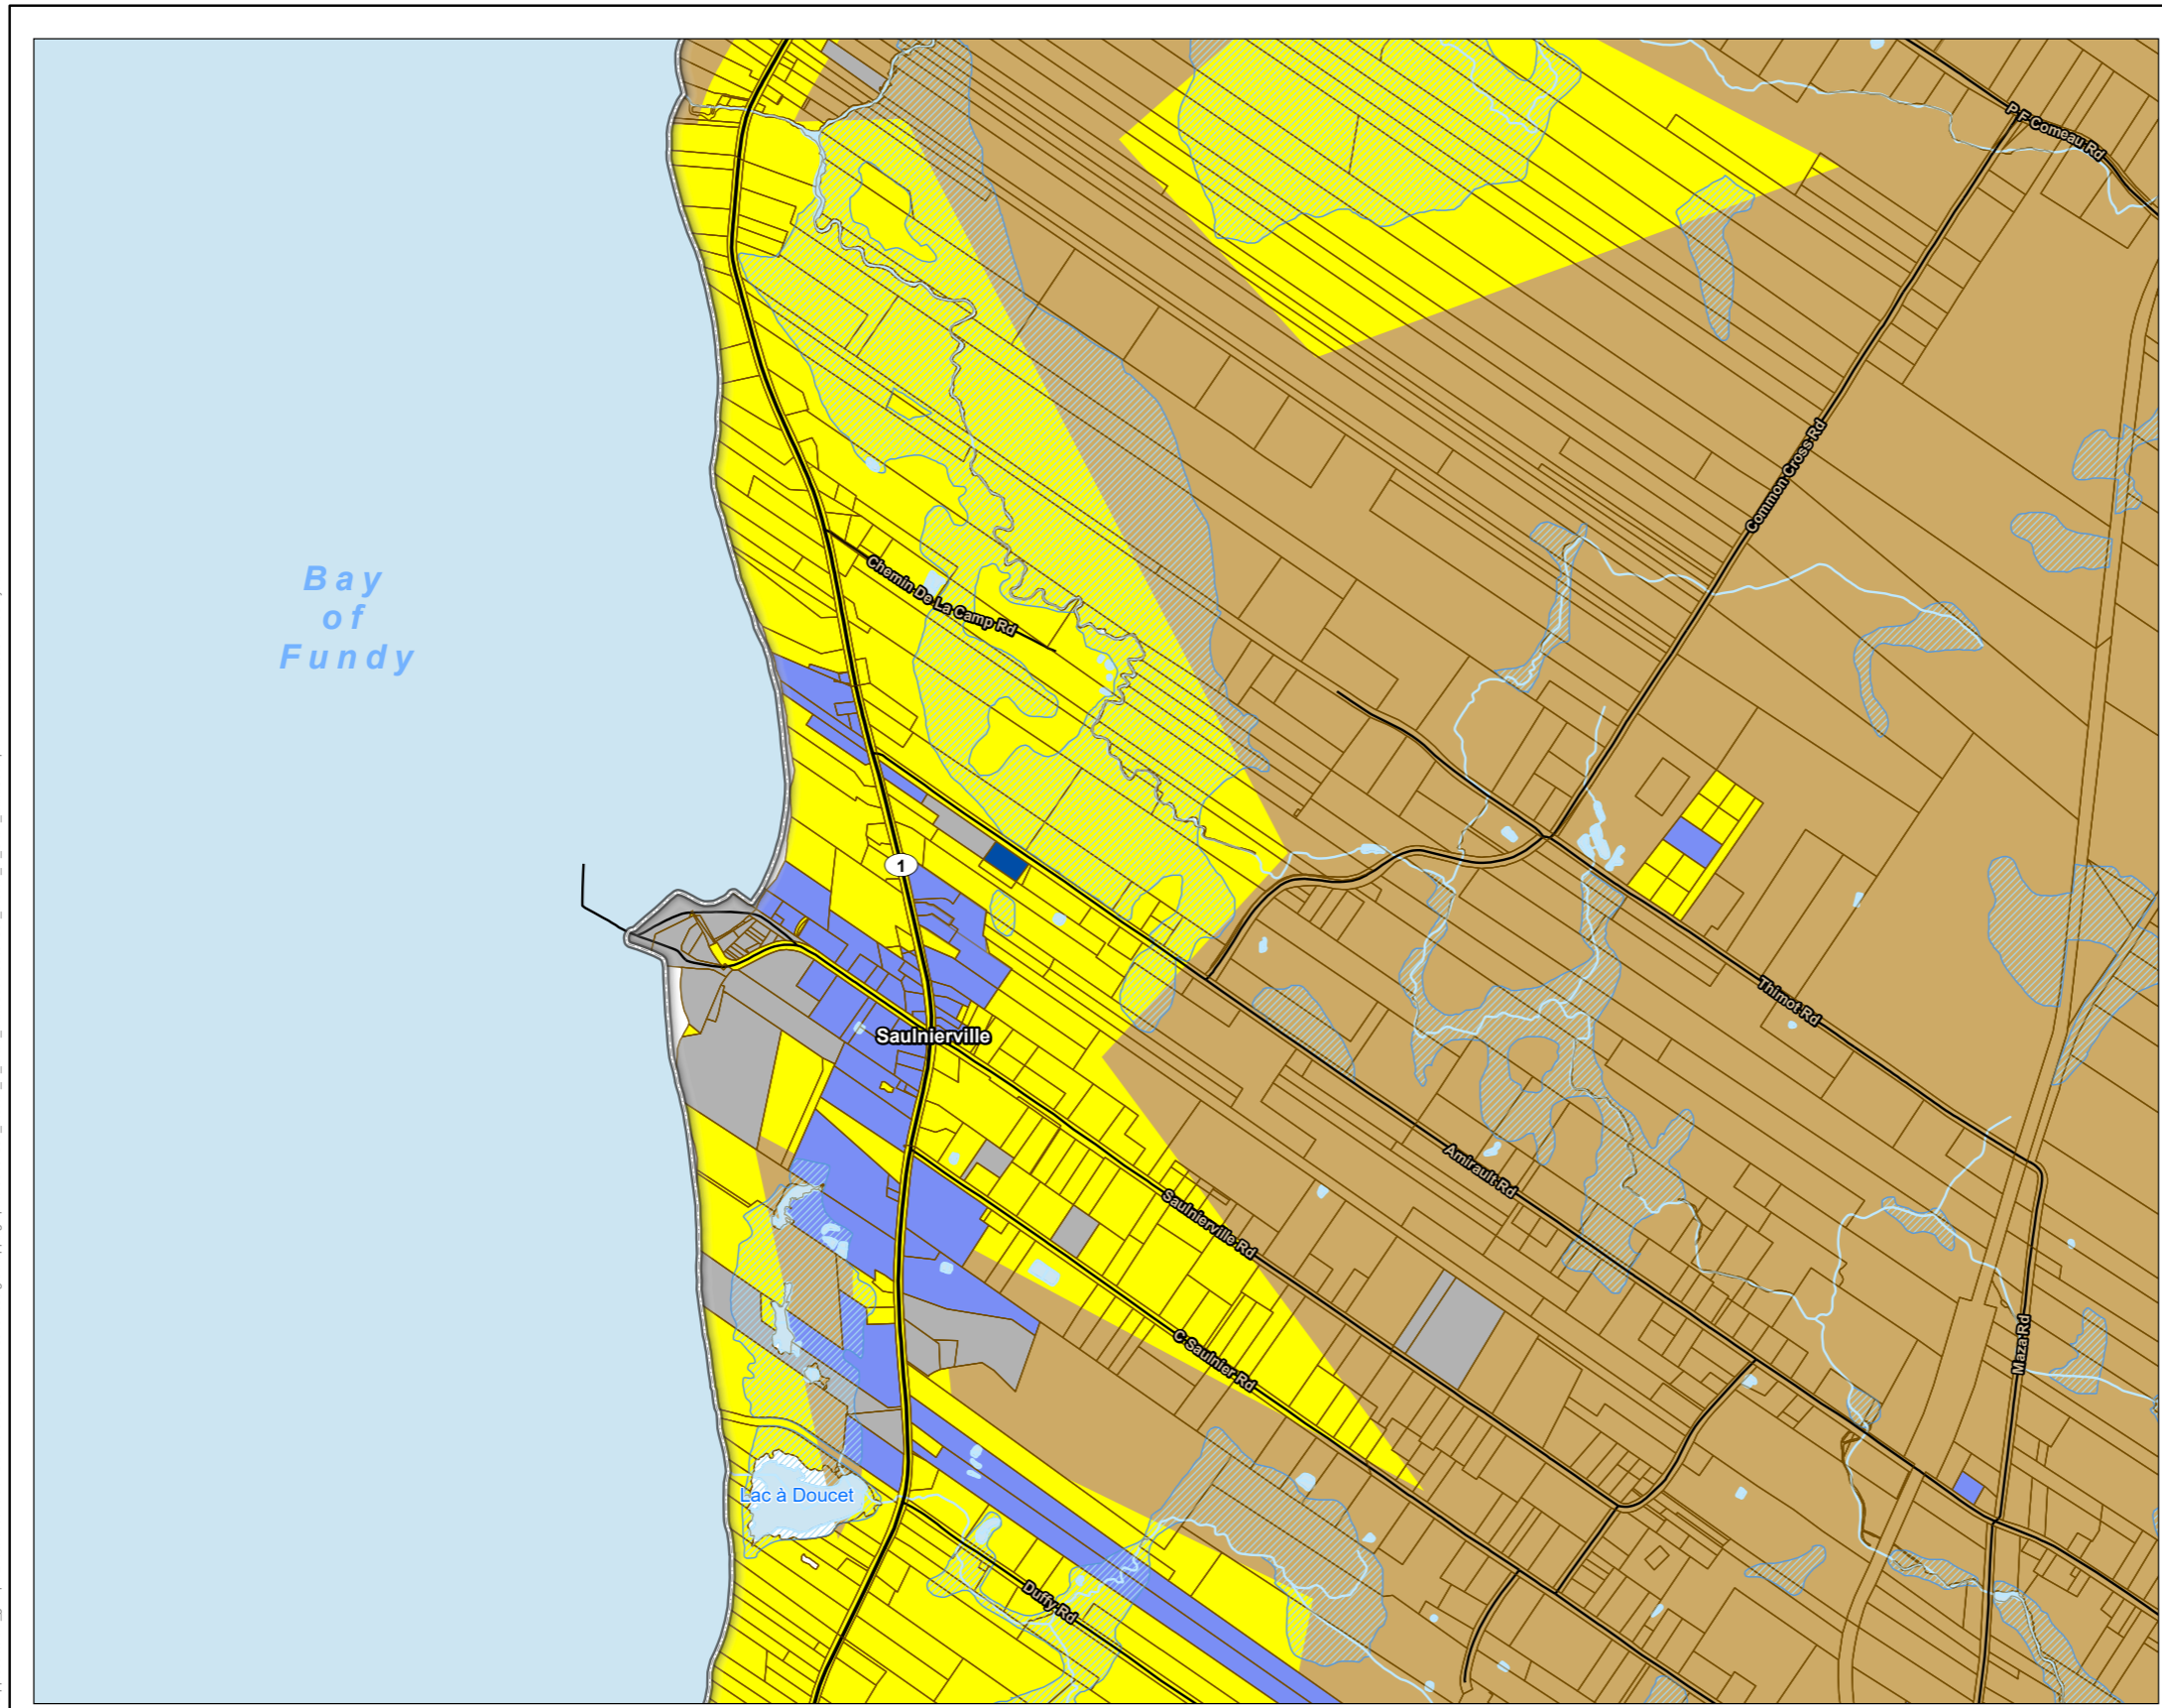 P F Comeau Rd
Common Cross Rd
Bay
of
Fundy
Chemin De La Camp Rd
1
Thimot Rd
Saulnierville
Amirault Rd
Saulnierville Rd
Maza Rd
C Saulnier Rd
Lac à Doucet
Duffy Rd